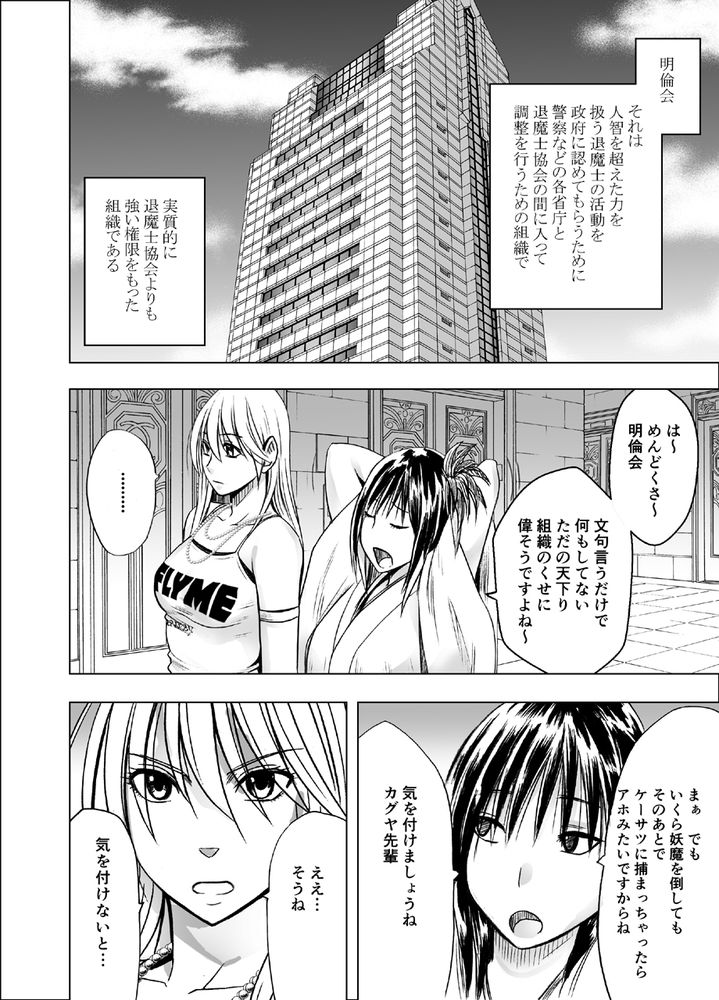 明倫会
それは
人智を超えた力を
扱う退魔士の活動を
政府に認めてもらうために
警察などの各省庁と
退魔士協会の間に入って
調整を行うための組織で
実質的に
退魔士協会よりも
強い権限をもった
組織である
は～
めんどくさ～
明倫会
文句言うだけで
何もしてない
ただの天下り
組織のくせに
偉そうですよね～
………
FLYME
まぁ でも
いくら妖魔を倒しても
そのあとで
ケーサツに捕まっちゃったら
アホみたいですからね
気を付けましょうね
カグヤ先輩
ええ…
そうね
気を付けないと…